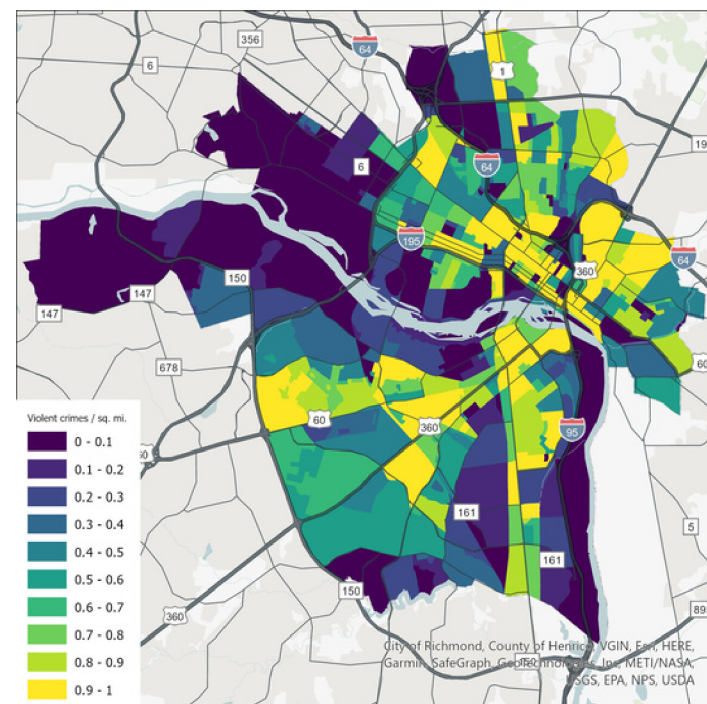 356
64
6
1
19
64
6
195
64
360
150
147
147
678
60
60
360
95
161
5
161
150
360
895
Violent crimes / sq. mi.
0 - 0.1
0.1 - 0.2
0.2 - 0.3
0.3 - 0.4
0.4 - 0.5
0.5 - 0.6
0.6 - 0.7
0.7 - 0.8
0.8 - 0.9
0.9 - 1
City of Richmond, County of Henrico, VGIN, Esri, HERE,
Garmin, SafeGraph, GeoTechnologies, Inc, METI/NASA,
USGS, EPA, NPS, USDA